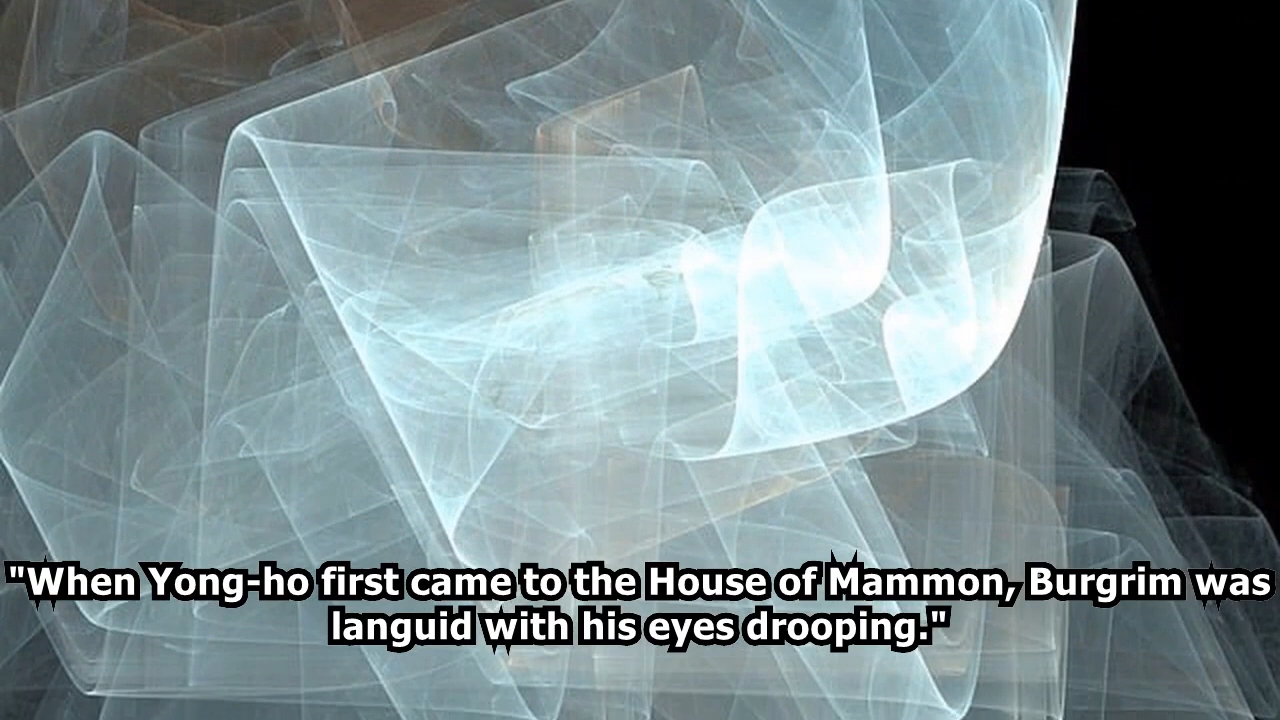 "When Yong-ho first came to the House of Mammon, Burgrim was
languid with his eyes drooping."